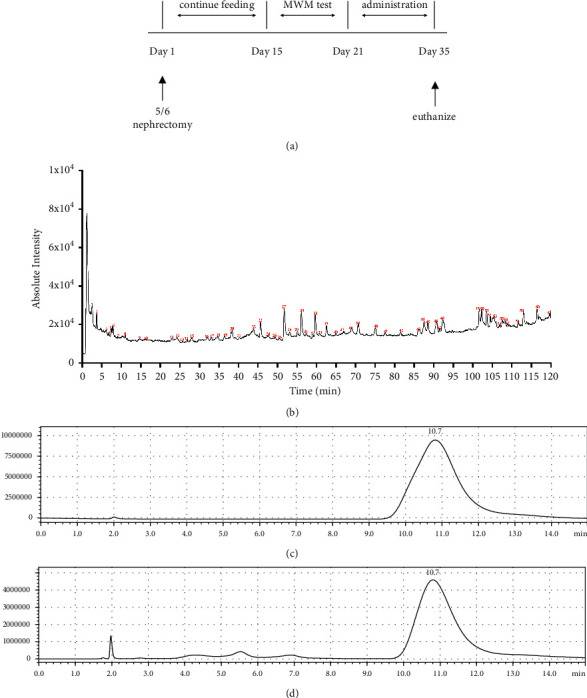 continue feeding MWM test administration
Day 1 Day 15 Day 21 Day 35
5/6
nephrectomy
euthanize
(a)
1x10⁴
8x10⁴
6x10⁴
4x10⁴
2x10⁴
0
Absolute Intensity
0 5 10 15 20 25 30 35 40 45 50 55 60 65 70 75 80 85 90 95 100 105 110 115 120
Time (min)
(b)
10.7
10000000
7500000
5000000
2500000
0
0.0 1.0 2.0 3.0 4.0 5.0 6.0 7.0 8.0 9.0 10.0 11.0 12.0 13.0 14.0 min
(c)
10.7
4000000
3000000
2000000
1000000
0
0.0 1.0 2.0 3.0 4.0 5.0 6.0 7.0 8.0 9.0 10.0 11.0 12.0 13.0 14.0 min
(d)